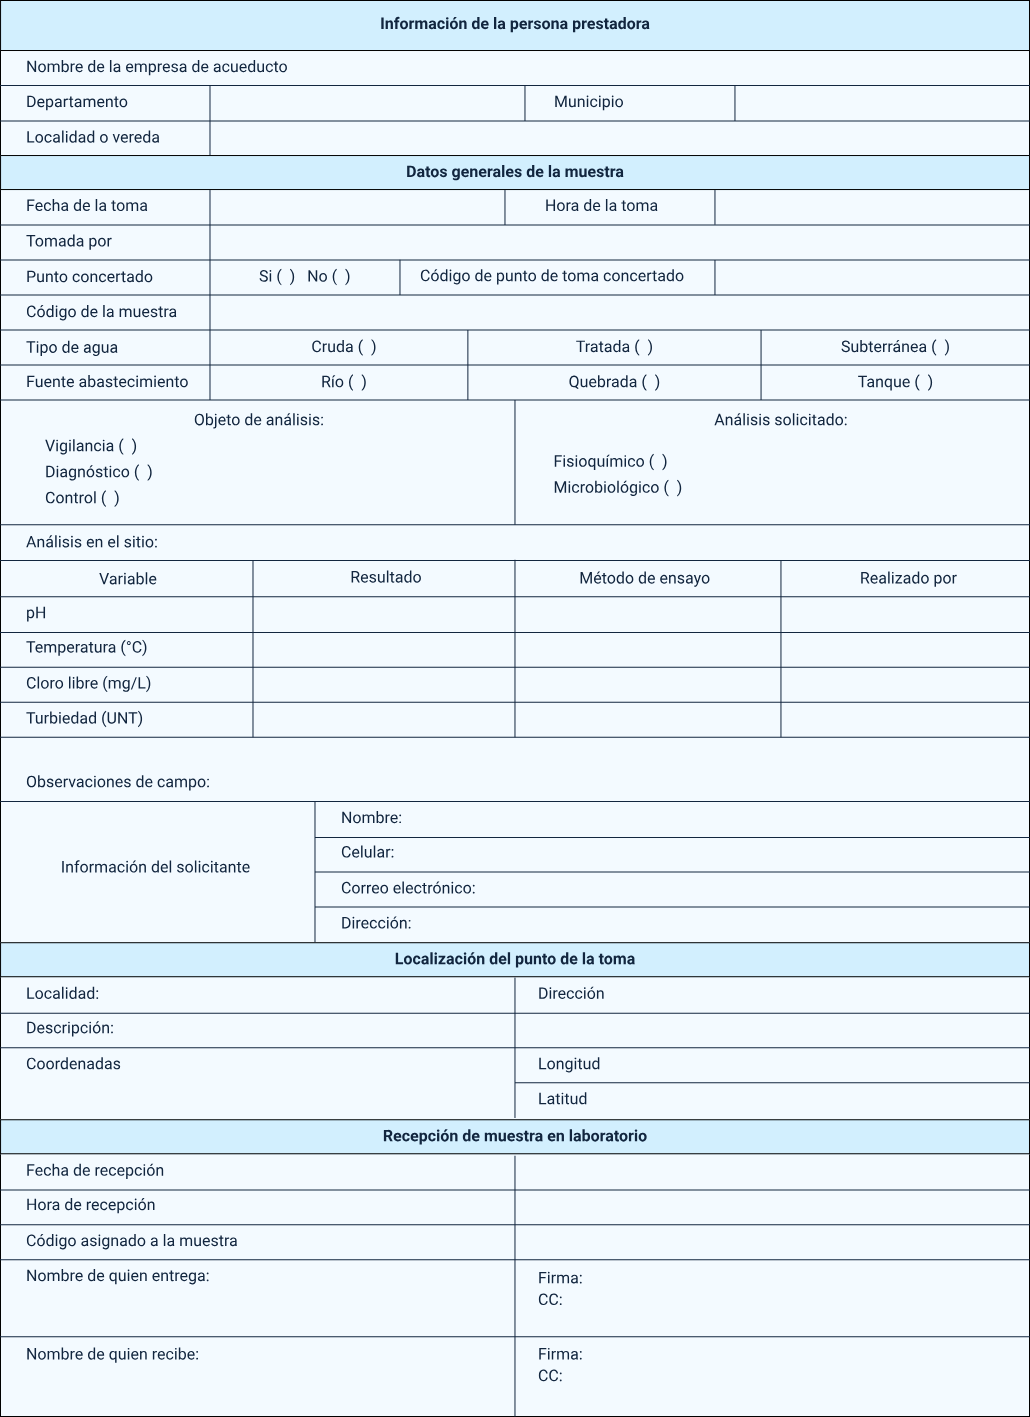 Información de la persona prestadora
Nombre de la empresa de acueducto
Departamento Municipio
Localidad o vereda
Datos generales de la muestra
Fecha de la toma Hora de la toma
Tomada por
Punto concertado Si ( ) No ( ) Código de punto de toma concertado
Código de la muestra
Tipo de agua Cruda ( ) Tratada ( ) Subterránea ( )
Fuente abastecimiento Río ( ) Quebrada ( ) Tanque ( )
Objeto de análisis:
Vigilancia ( )
Diagnóstico ( )
Control ( )
Análisis solicitado:
Fisioquímico ( )
Microbiológico ( )
Análisis en el sitio:
Variable Resultado Método de ensayo Realizado por
pH
Temperatura (°C)
Cloro libre (mg/L)
Turbiedad (UNT)
Observaciones de campo:
Información del solicitante
Nombre:
Celular:
Correo electrónico:
Dirección:
Localización del punto de la toma
Localidad: Dirección
Descripción:
Coordenadas Longitud
Latitud
Recepción de muestra en laboratorio
Fecha de recepción
Hora de recepción
Código asignado a la muestra
Nombre de quien entrega: Firma:
CC:
Nombre de quien recibe: Firma:
CC: